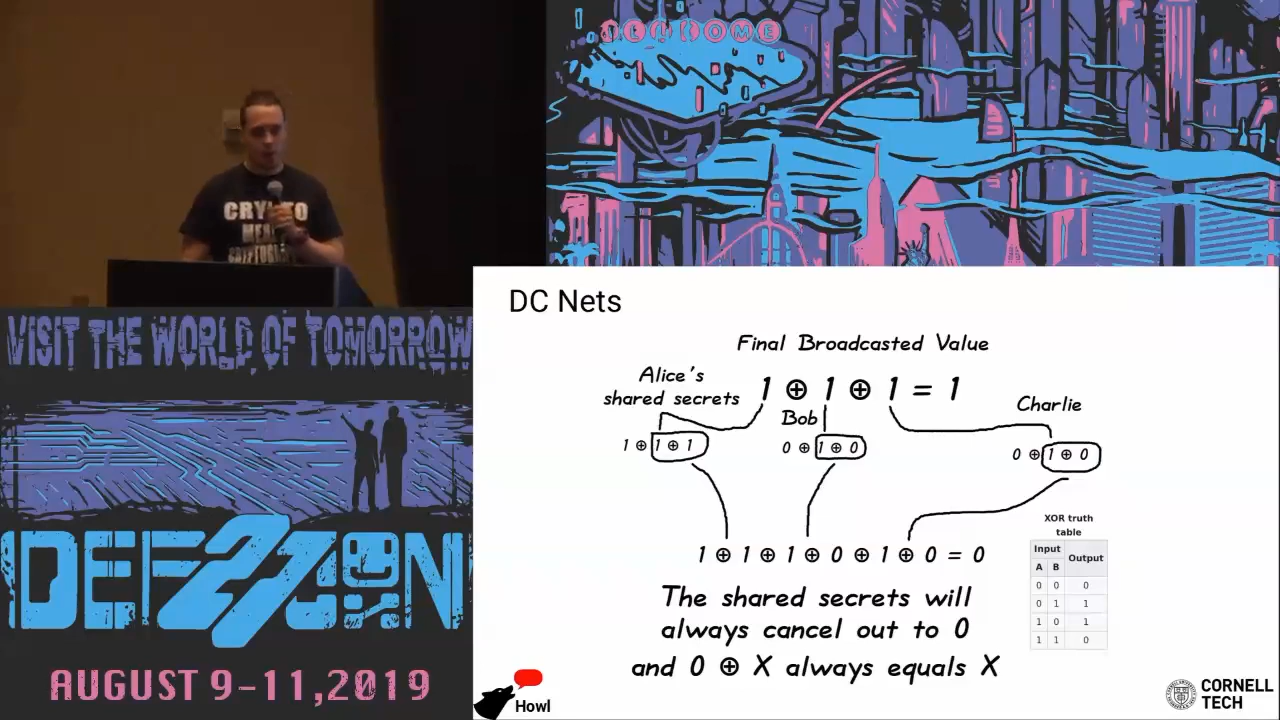 WELCOME
CRYPTO
VISIT THE WORLD OF TOMORROW
DEF 27 CON
AUGUST 9-11,2019
DC Nets
Final Broadcasted Value
Alice's
shared secrets
1 ⊕ 1 ⊕ 1 = 1
Bob
Charlie
1 ⊕ 1 ⊕ 1
0 ⊕ 1 ⊕ 0
0 ⊕ 1 ⊕ 0
1 ⊕ 1 ⊕ 1 ⊕ 0 ⊕ 1 ⊕ 0 = 0
The shared secrets will
always cancel out to 0
and 0 ⊕ X always equals X
XOR truth
table
Input Output
A B
0 0 0
0 1 1
1 0 1
1 1 0
Howl
CORNELL
TECH